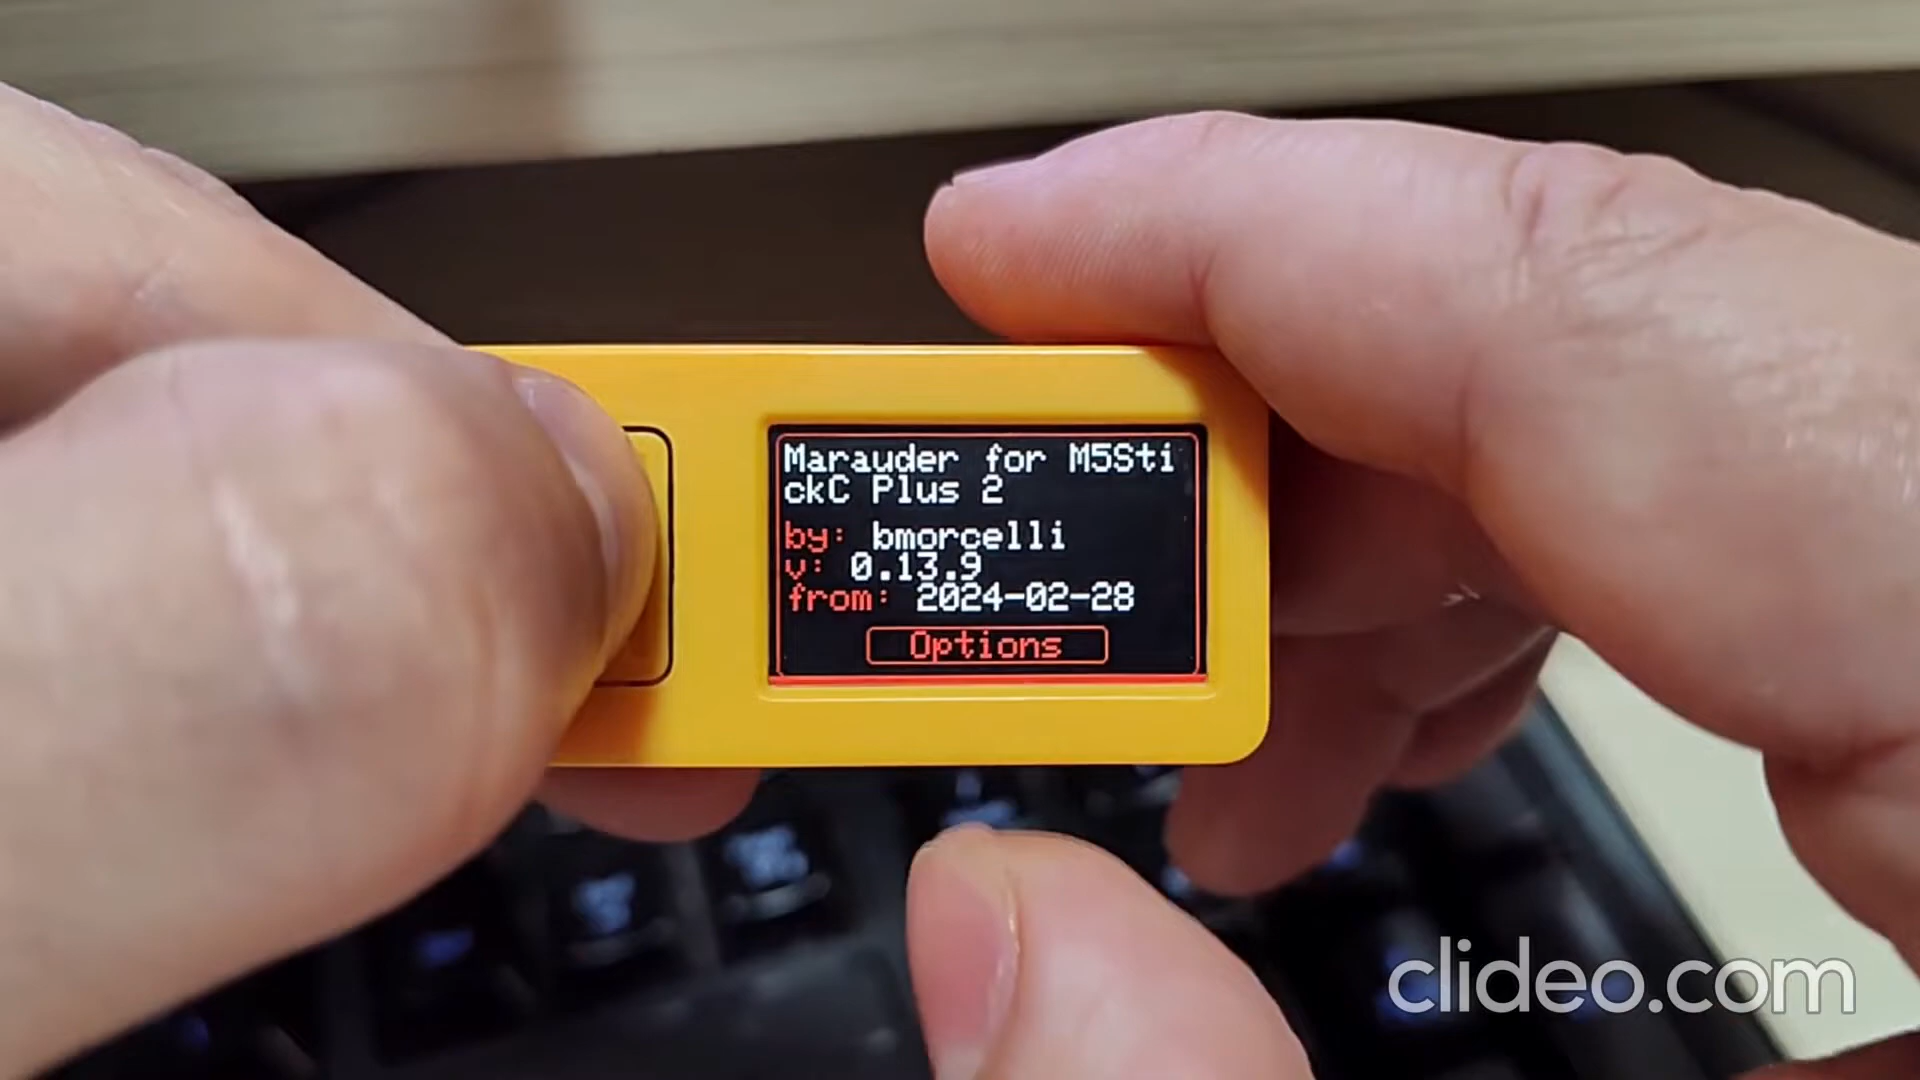 Marauder for M5Sti
ckC Plus 2
by: bmorcelli
v: 0.13.9
from: 2024-02-28
Options
clideo.com